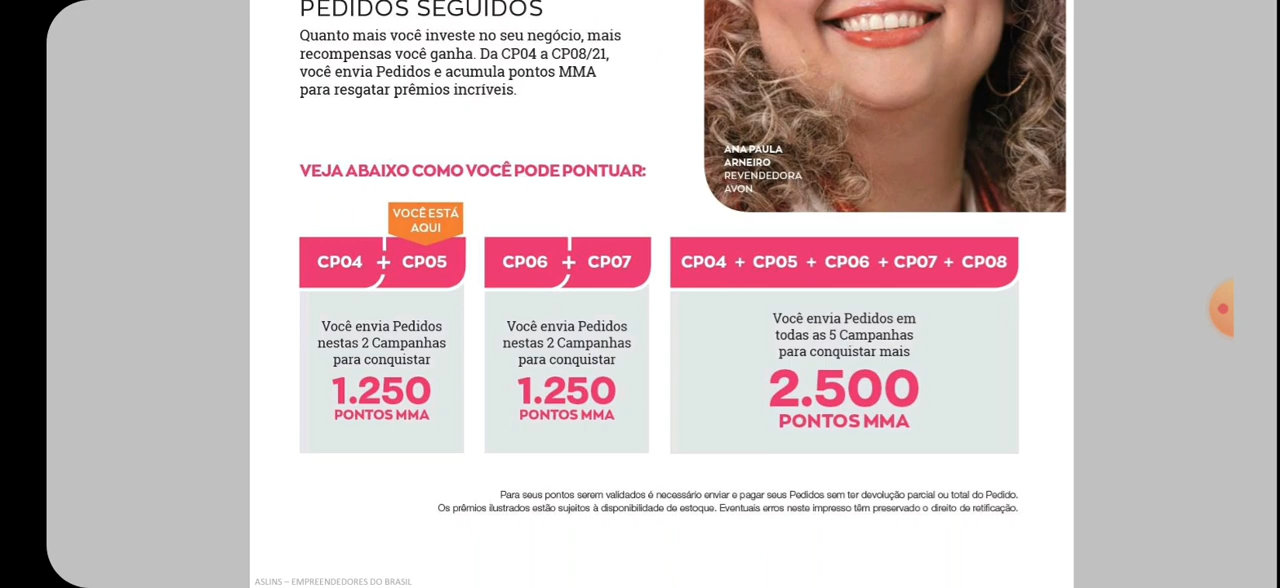 PEDIDOS SEGUIDOS
Quanto mais você investe no seu negócio, mais
recompensas você ganha. Da CP04 a CP08/21,
você envia Pedidos e acumula pontos MMA
para resgatar prêmios incríveis.
ANA PAULA
ARNEIRO
REVENDEDORA
AVON
VEJA ABAIXO COMO VOCÊ PODE PONTUAR:
VOCÊ ESTÁ
AQUI
CP04 + CP05
Você envia Pedidos
nestas 2 Campanhas
para conquistar
1.250
PONTOS MMA
CP06 + CP07
Você envia Pedidos
nestas 2 Campanhas
para conquistar
1.250
PONTOS MMA
CP04 + CP05 + CP06 + CP07 + CP08
Você envia Pedidos em
todas as 5 Campanhas
para conquistar mais
2.500
PONTOS MMA
Para seus pontos serem validados é necessário enviar e pagar seus Pedidos sem ter devolução parcial ou total do Pedido.
Os prêmios ilustrados estão sujeitos à disponibilidade de estoque. Eventuais erros neste impresso têm preservado o direito de retificação.
ASLINS – EMPREENDEDORES DO BRASIL